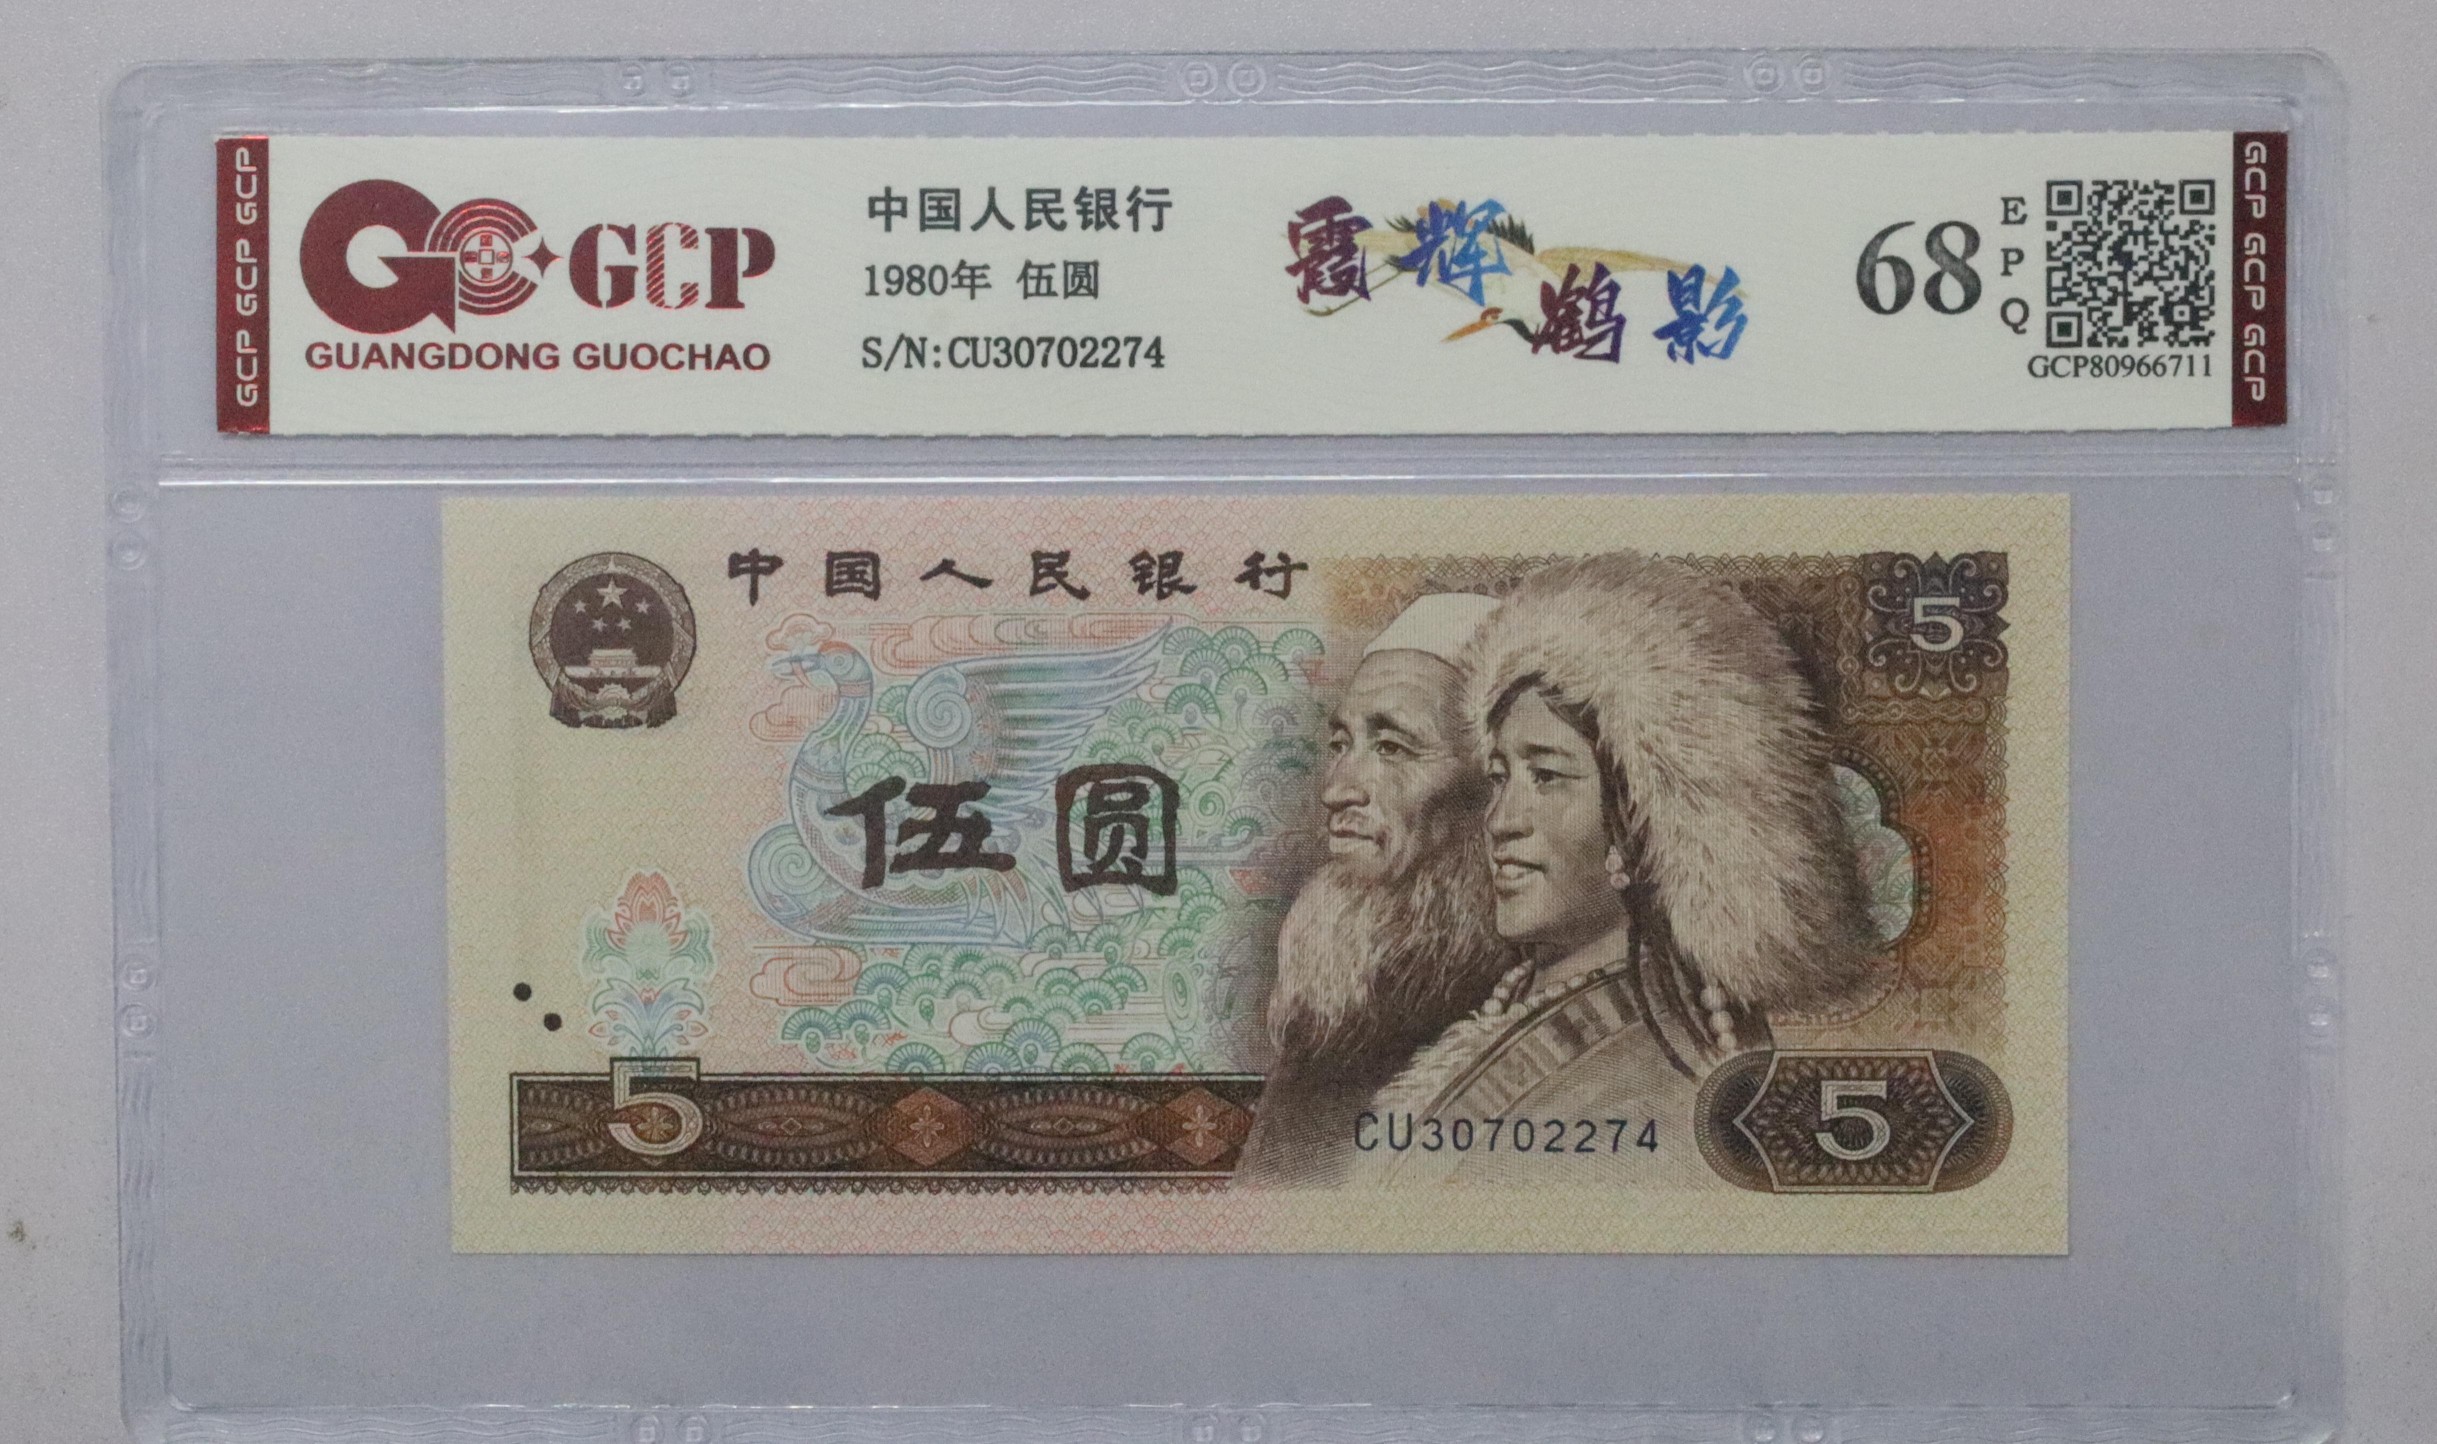 GCP GCP GCP
GCP
GUANGDONG GUOCHAO
中国人民银行
1980年 伍圆
S/N:CU30702274
霞辉
鹤影
68
EPQ
GCP80966711
GCP GCP GCP
中国人民银行
5
伍圆
5
CU30702274
5